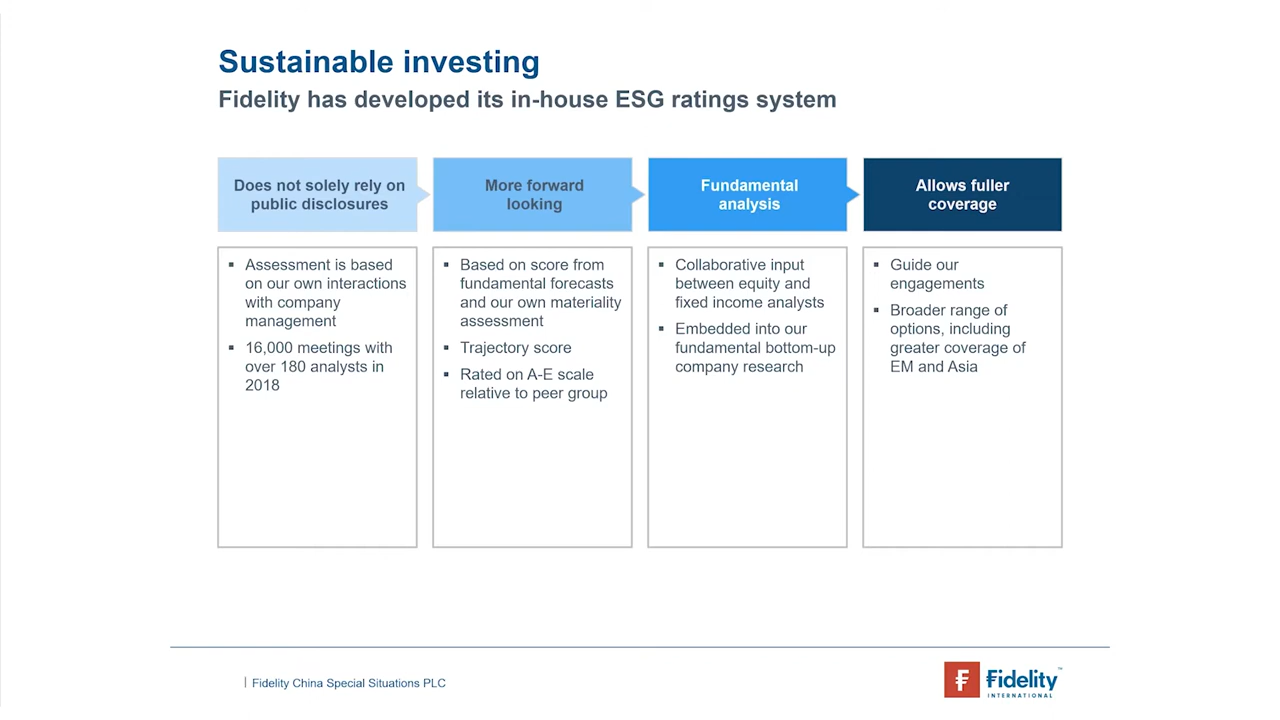 Sustainable investing
Fidelity has developed its in-house ESG ratings system
Does not solely rely on
public disclosures
More forward
looking
Fundamental
analysis
Allows fuller
coverage
▪ Assessment is based
on our own interactions
with company
management
▪ 16,000 meetings with
over 180 analysts in
2018
▪ Based on score from
fundamental forecasts
and our own materiality
assessment
▪ Trajectory score
▪ Rated on A-E scale
relative to peer group
▪ Collaborative input
between equity and
fixed income analysts
▪ Embedded into our
fundamental bottom-up
company research
▪ Guide our
engagements
▪ Broader range of
options, including
greater coverage of
EM and Asia
| Fidelity China Special Situations PLC
Fidelity™
INTERNATIONAL